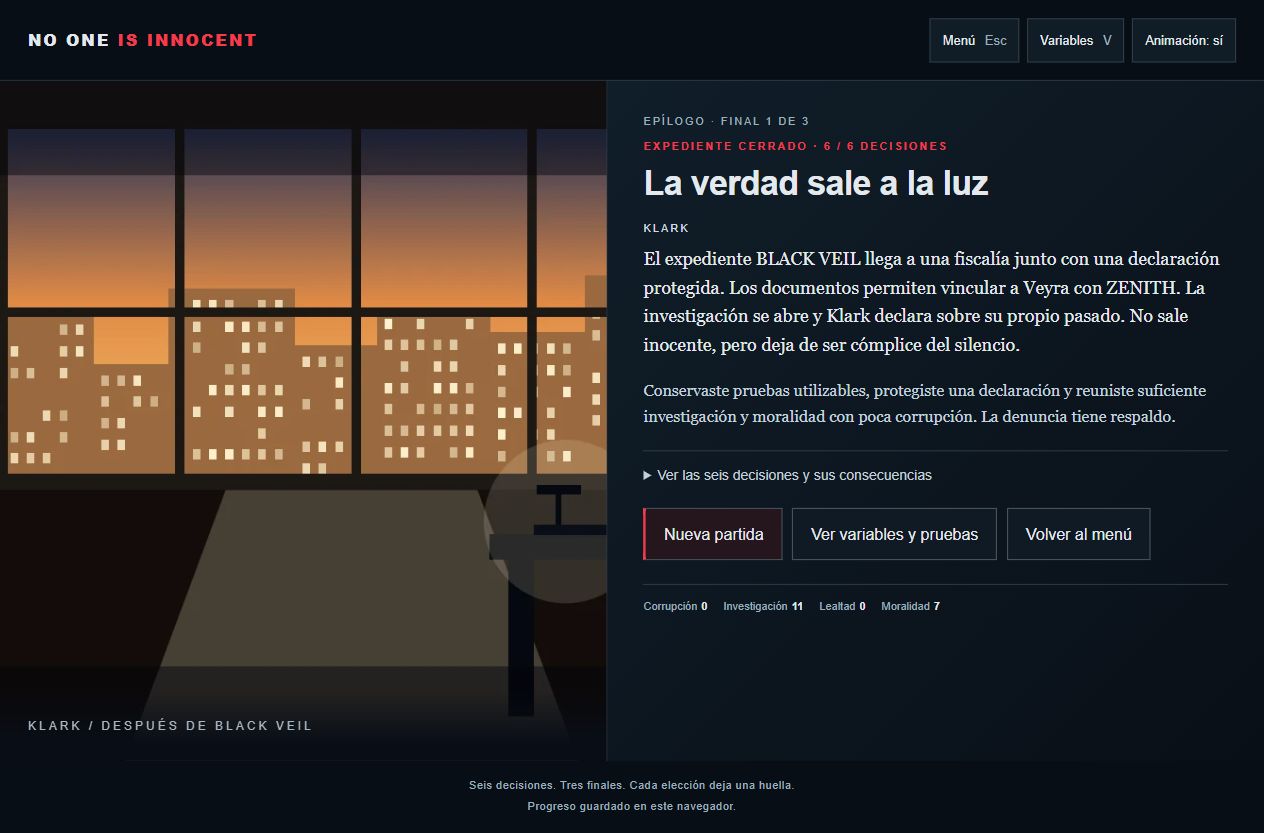 NO ONE IS INNOCENT
Menú Esc
Variables V
Animación: sí
EPÍLOGO · FINAL 1 DE 3
EXPEDIENTE CERRADO · 6 / 6 DECISIONES
La verdad sale a la luz
KLARK
El expediente BLACK VEIL llega a una fiscalía junto con una declaración
protegida. Los documentos permiten vincular a Veyra con ZENITH. La
investigación se abre y Klark declara sobre su propio pasado. No sale
inocente, pero deja de ser cómplice del silencio.
Conservaste pruebas utilizables, protegiste una declaración y reuniste suficiente
investigación y moralidad con poca corrupción. La denuncia tiene respaldo.
▶ Ver las seis decisiones y sus consecuencias
Nueva partida
Ver variables y pruebas
Volver al menú
Corrupción 0 Investigación 11 Lealtad 0 Moralidad 7
KLARK / DESPUÉS DE BLACK VEIL
Seis decisiones. Tres finales. Cada elección deja una huella.
Progreso guardado en este navegador.